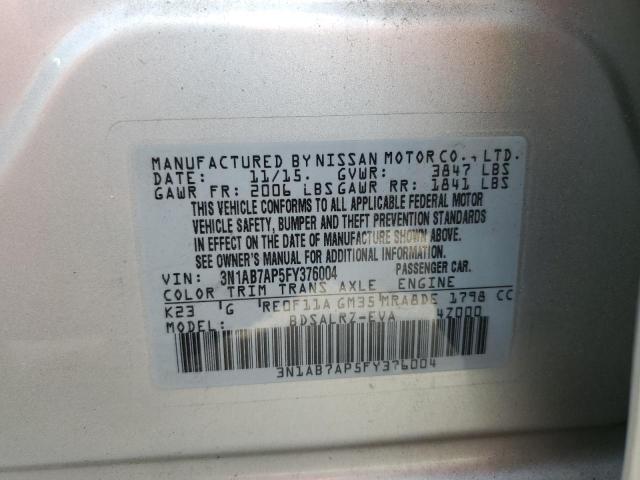 MANUFACTURED BY NISSAN MOTOR CO., LTD.
DATE: 11/15. GVWR: 3847 LBS
GAWR FR: 2006 LBS GAWR RR: 1841 LBS
THIS VEHICLE CONFORMS TO ALL APPLICABLE FEDERAL MOTOR
VEHICLE SAFETY, BUMPER AND THEFT PREVENTION STANDARDS
IN EFFECT ON THE DATE OF MANUFACTURE SHOWN ABOVE.
SEE OWNER'S MANUAL FOR ADDITIONAL INFORMATION.
VIN: 3N1AB7AP5FY376004 PASSENGER CAR.
COLOR TRIM TRANS AXLE ENGINE
K23 G RE0F11A GM35 MRA8DE 1798 CC
MODEL: BDSALRZ-EVA 4Z000
3N1AB7AP5FY376004